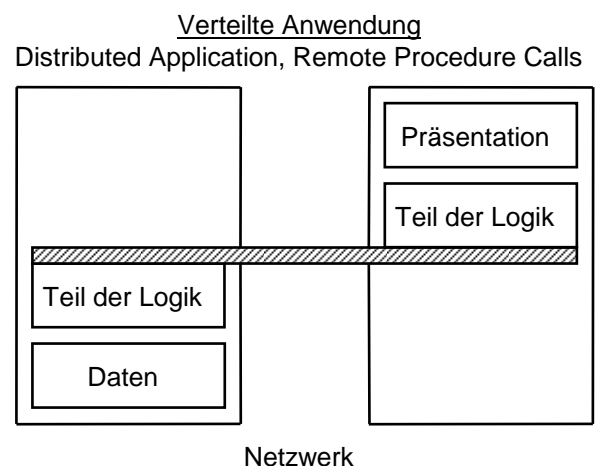 Verteilte Anwendung
Distributed Application, Remote Procedure Calls
Präsentation
Teil der Logik
Teil der Logik
Daten
Netzwerk